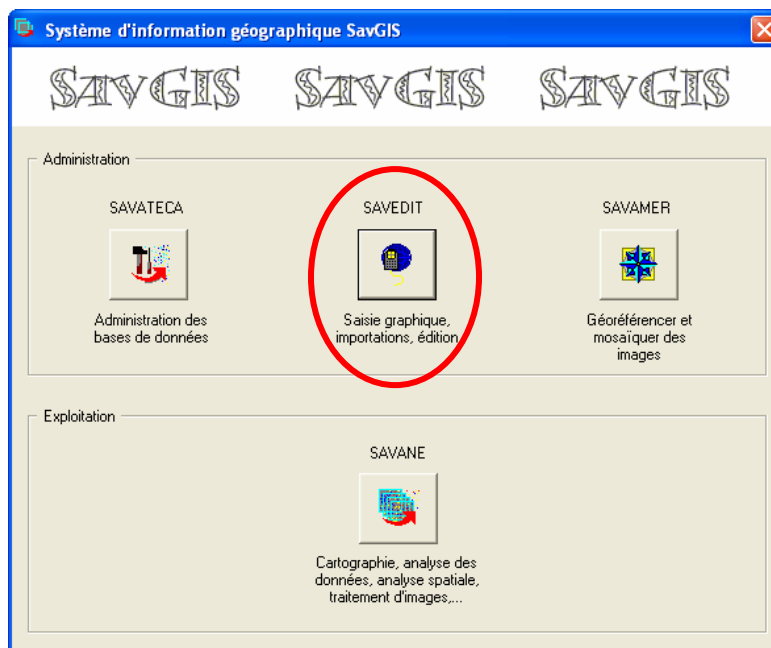 Système d'information géographique SavGIS
SAVGIS SAVGIS SAVGIS
Administration
SAVATECA
Administration des
bases de données
SAVEDIT
Saisie graphique,
importations, édition
SAVAMER
Géoréférencer et
mosaïquer des
images
Exploitation
SAVANE
Cartographie, analyse des
données, analyse spatiale,
traitement d'images,...